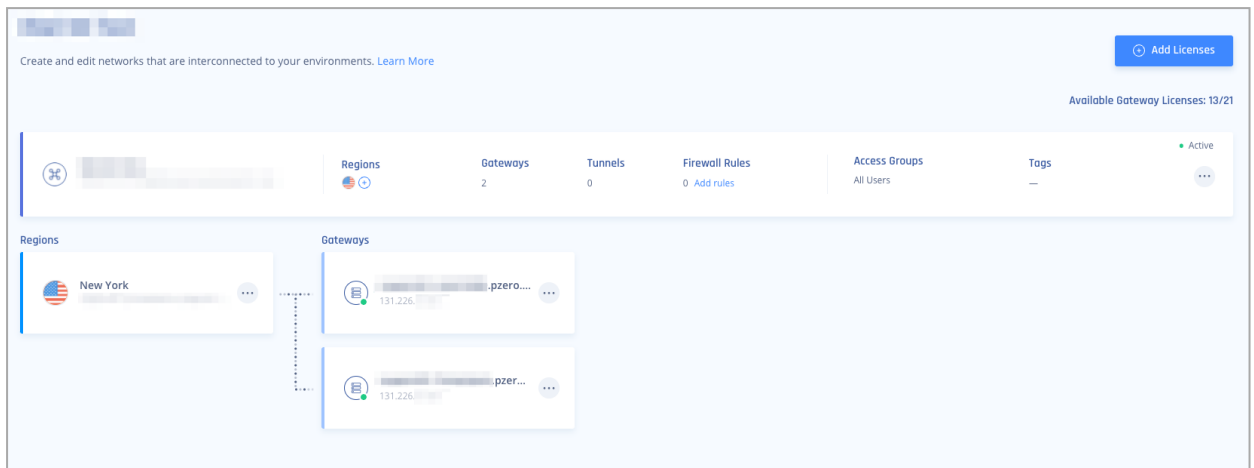 Add Licenses
Create and edit networks that are interconnected to your environments. Learn More
Available Gateway Licenses: 13/21
Active
Regions
Gateways
2
Tunnels
0
Firewall Rules
0 Add rules
Access Groups
All Users
Tags
—
Regions
New York
Gateways
.pzero....
131.226.
.pzer...
131.226.